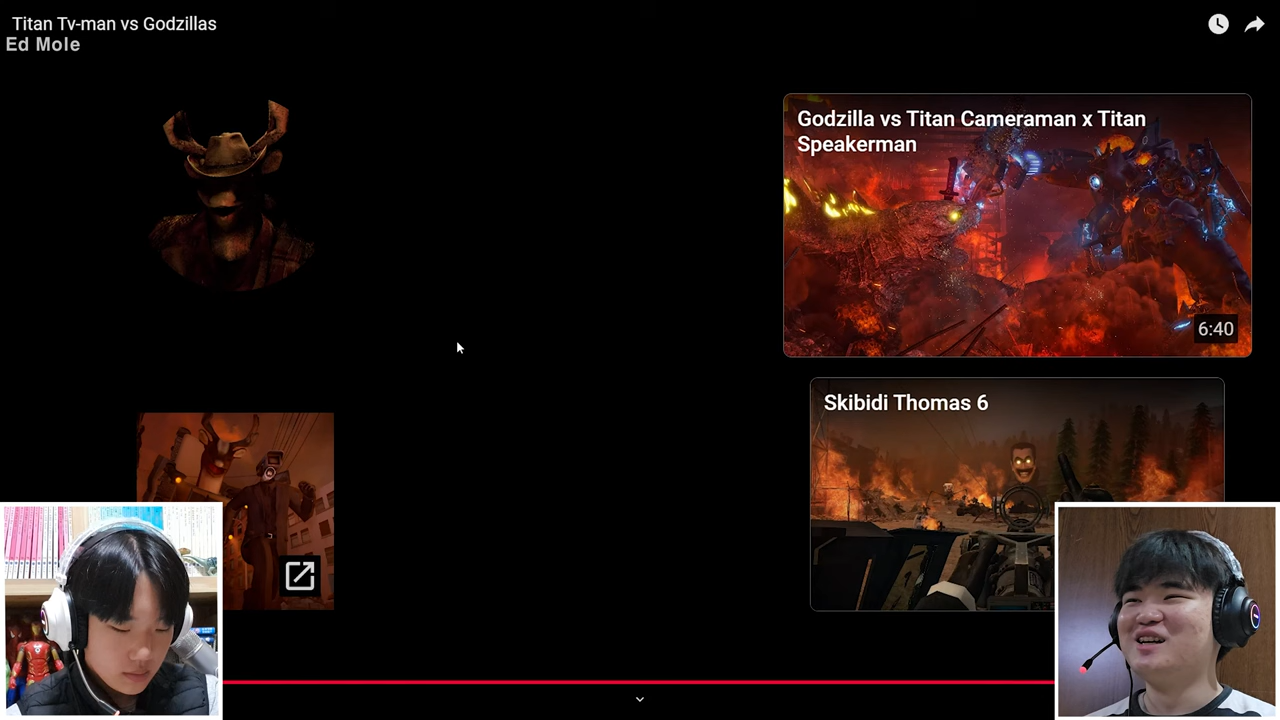 Titan Tv-man vs Godzillas
Ed Mole
Godzilla vs Titan Cameraman x Titan
Speakerman
6:40
Skibidi Thomas 6